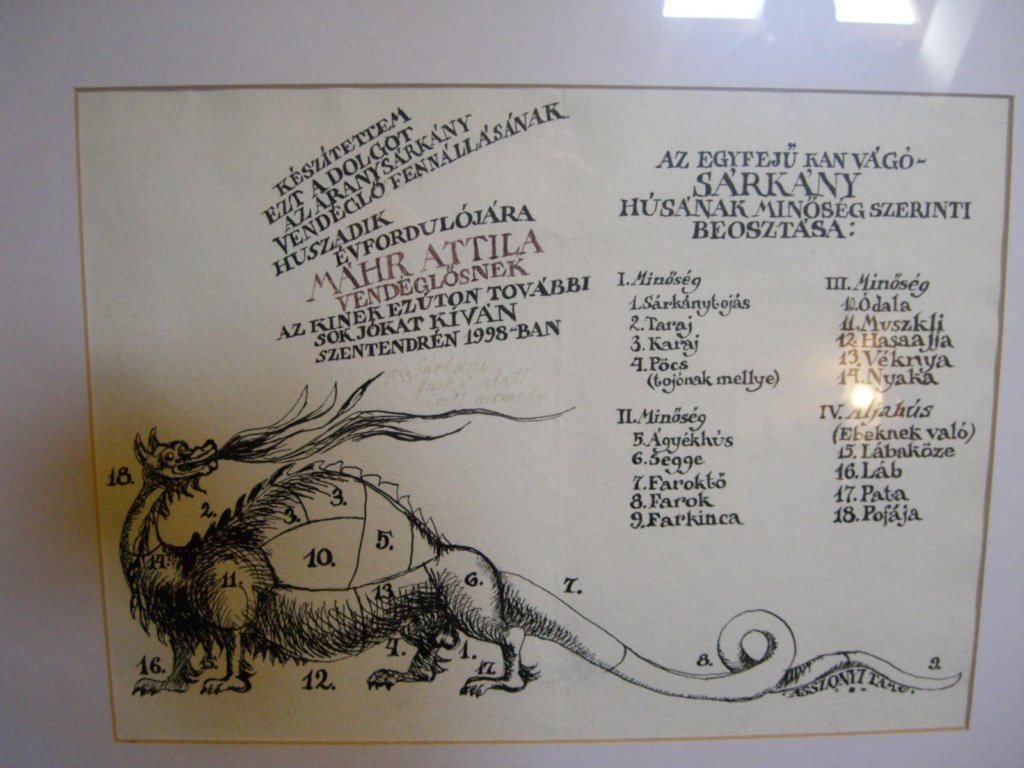 KÉSZÍTETTEM
EZT A DOLGOT
AZ ARANYSÁRKÁNY
VENDÉGLŐ FENNÁLLÁSÁNAK
HUSZADIK
ÉVFORDULÓJÁRA
MÁHR ATTILA
VENDÉGLŐSNEK
AZ KINEK EZÚTON TOVÁBBI
SOK JÓKAT KÍVÁN
SZENTENDRÉN 1998-BAN
AZ EGYFEJŰ KAN VÁGÓ-
SÁRKÁNY
HÚSÁNAK MINŐSÉG SZERINTI
BEOSZTÁSA:
I. Minőség
1. Sárkánytojás
2. Taraj
3. Karaj
4. Pöcs
(tojónak mellye)
II. Minőség
5. Ágyékhús
6. Segge
7. Faroktő
8. Farok
9. Farkinca
III. Minőség
10. Ódala
11. Muszkli
12. Hasaajja
13. Véknya
14. Nyaka
IV. Aljahús
(Ebeknek való)
15. Lábaköze
16. Láb
17. Pata
18. Pofája
18.
2.
3.
3.
5.
10.
14.
11.
13.
6.
7.
16.
15.
12.
4.
1.
17.
8.
9.
ASSZONYI